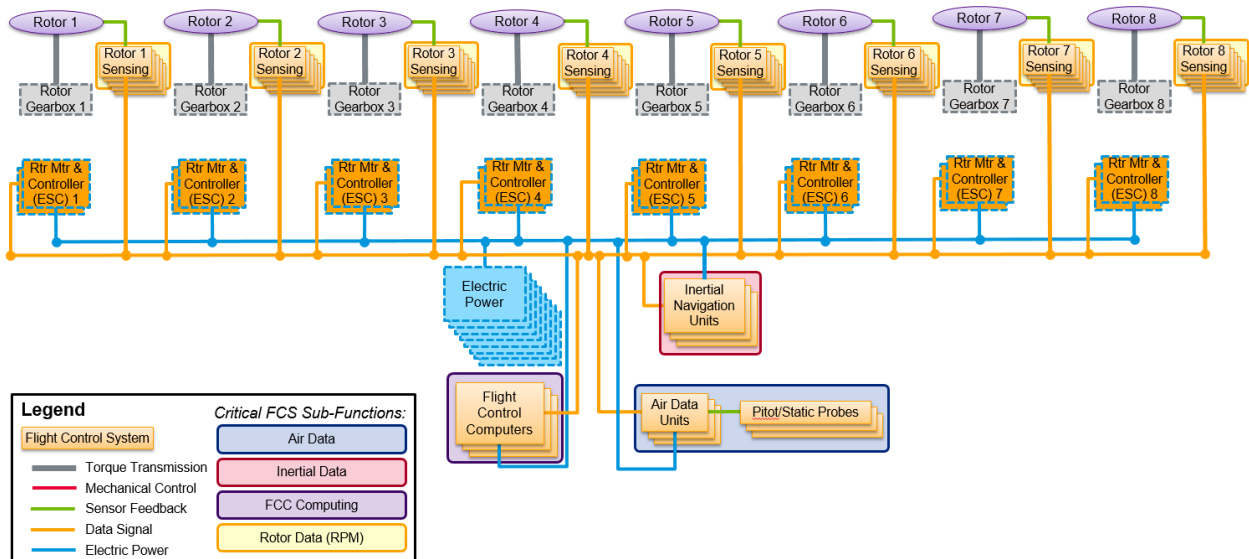 Rotor 1
Rotor 2
Rotor 3
Rotor 4
Rotor 5
Rotor 6
Rotor 7
Rotor 8
Rotor 1
Sensing
Rotor 2
Sensing
Rotor 3
Sensing
Rotor 4
Sensing
Rotor 5
Sensing
Rotor 6
Sensing
Rotor 7
Sensing
Rotor 8
Sensing
Rotor
Gearbox 1
Rotor
Gearbox 2
Rotor
Gearbox 3
Rotor
Gearbox 4
Rotor
Gearbox 5
Rotor
Gearbox 6
Rotor
Gearbox 7
Rotor
Gearbox 8
Rtr Mtr &
Controller
(ESC) 1
Rtr Mtr &
Controller
(ESC) 2
Rtr Mtr &
Controller
(ESC) 3
Rtr Mtr &
Controller
(ESC) 4
Rtr Mtr &
Controller
(ESC) 5
Rtr Mtr &
Controller
(ESC) 6
Rtr Mtr &
Controller
(ESC) 7
Rtr Mtr &
Controller
(ESC) 8
Electric
Power
Inertial
Navigation
Units
Flight
Control
Computers
Air Data
Units
Pitot/Static Probes
Legend
Flight Control System
Torque Transmission
Mechanical Control
Sensor Feedback
Data Signal
Electric Power
Critical FCS Sub-Functions:
Air Data
Inertial Data
FCC Computing
Rotor Data (RPM)